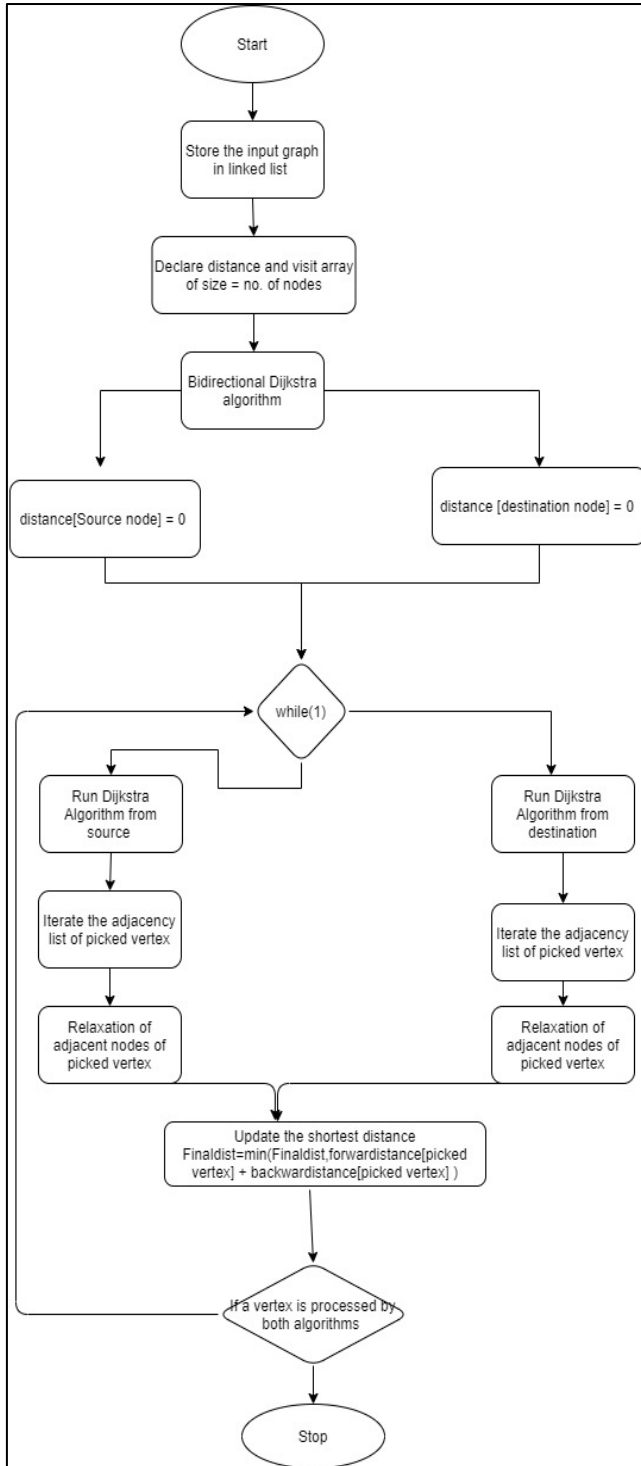 Start
Store the input graph
in linked list
Declare distance and visit array
of size = no. of nodes
Bidirectional Dijkstra
algorithm
distance[Source node] = 0
distance [destination node] = 0
while(1)
Run Dijkstra
Algorithm from
source
Run Dijkstra
Algorithm from
destination
Iterate the adjacency
list of picked vertex
Iterate the adjacency
list of picked vertex
Relaxation of
adjacent nodes of
picked vertex
Relaxation of
adjacent nodes of
picked vertex
Update the shortest distance
Finaldist=min(Finaldist,forwardistance[picked
vertex] + backwardistance[picked vertex] )
If a vertex is processed by
both algorithms
Stop